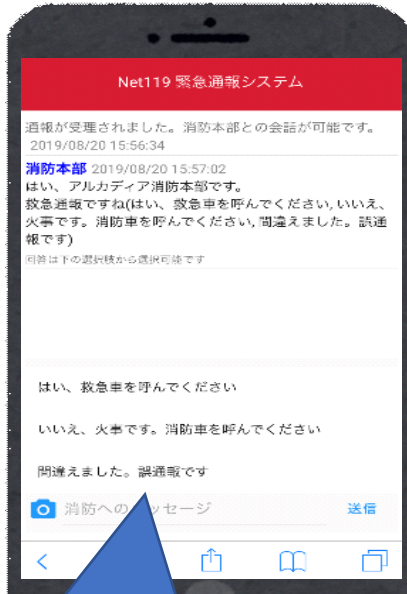 Net119 緊急通報システム
通報が受理されました。消防本部との会話が可能です。
2019/08/20 15:56:34
消防本部 2019/08/20 15:57:02
はい、アルカディア消防本部です。
救急通報ですね(はい、救急車を呼んでください, いいえ、
火事です。消防車を呼んでください, 間違えました。誤通
報です)
回答は下の選択肢から選択可能です
はい、救急車を呼んでください
いいえ、火事です。消防車を呼んでください
間違えました。誤通報です
消防への ッセージ
送信